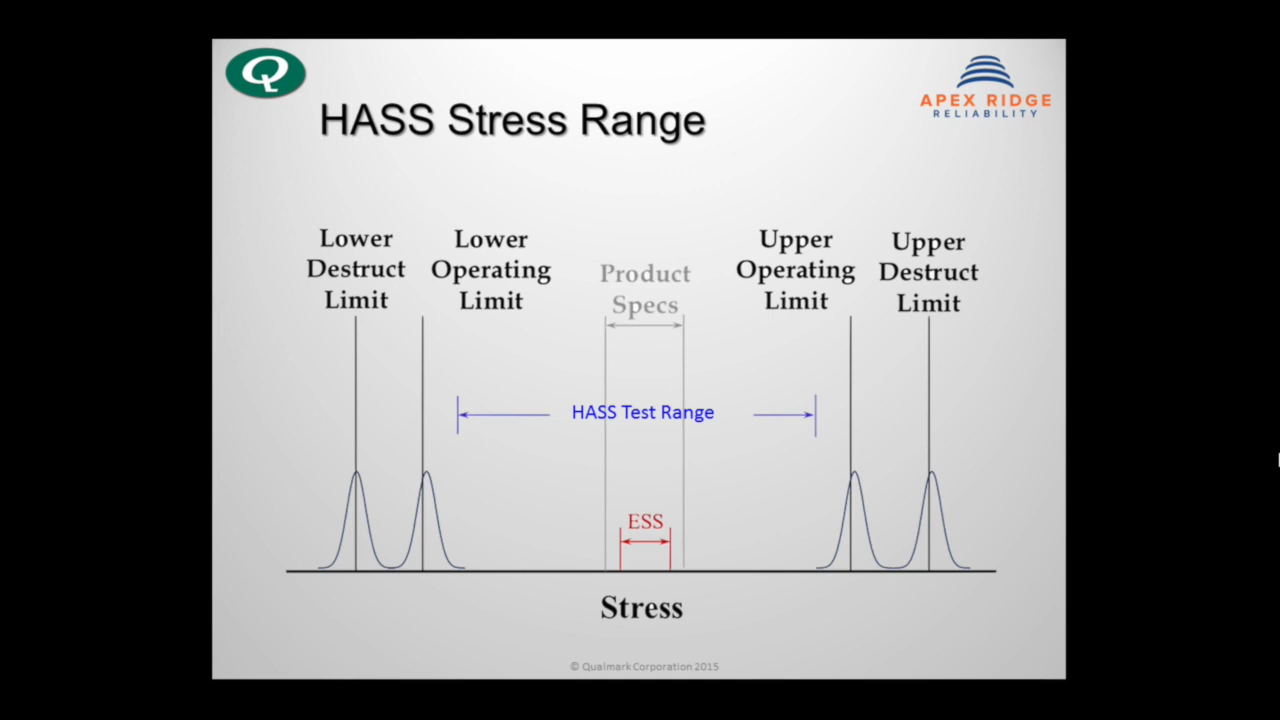 Q
APEX RIDGE
RELIABILITY
HASS Stress Range
Lower
Destruct
Limit
Lower
Operating
Limit
Product
Specs
Upper
Operating
Limit
Upper
Destruct
Limit
HASS Test Range
ESS
Stress
© Qualmark Corporation 2015